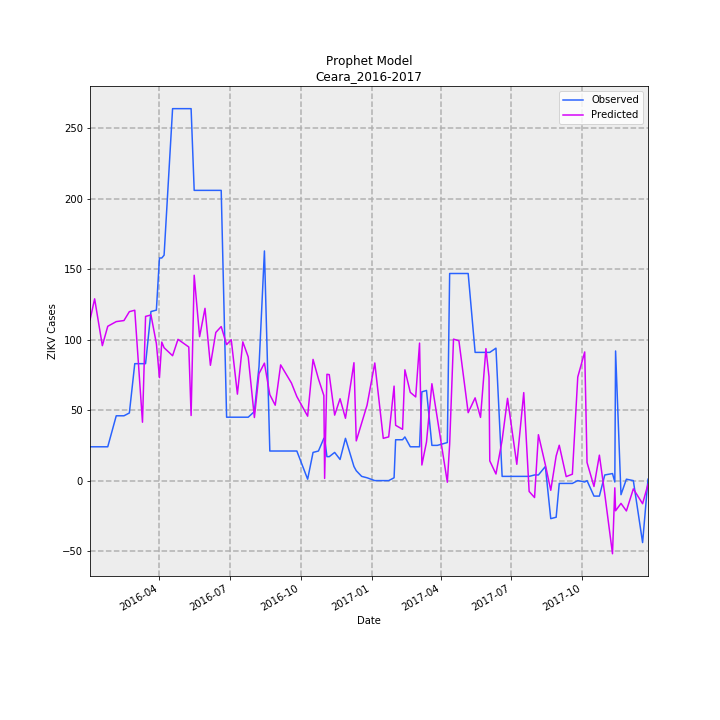 Prophet Model
Ceara_2016-2017
Observed
Predicted
ZIKV Cases
250
200
150
100
50
0
−50
2016-04
2016-07
2016-10
2017-01
2017-04
2017-07
2017-10
Date